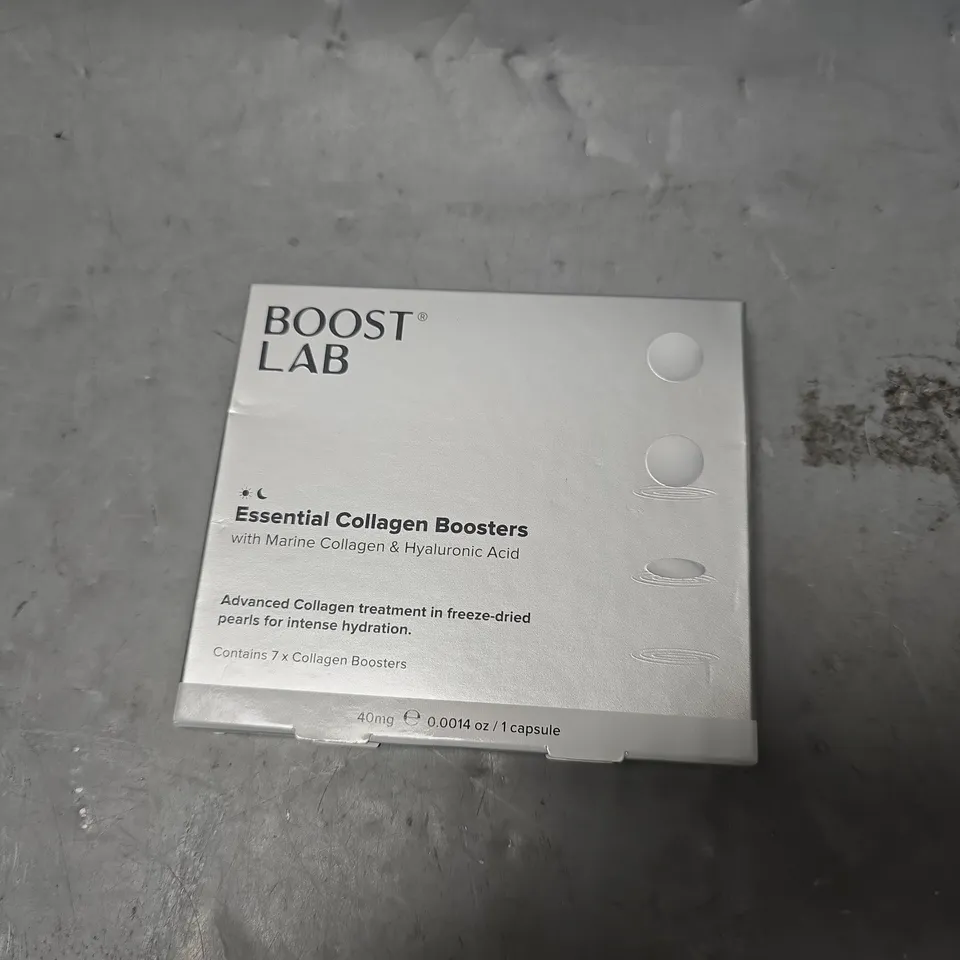 BOOST®
LAB
Essential Collagen Boosters
with Marine Collagen & Hyaluronic Acid
Advanced Collagen treatment in freeze-dried
pearls for intense hydration.
Contains 7 x Collagen Boosters
40mg ℮ 0.0014 oz / 1 capsule